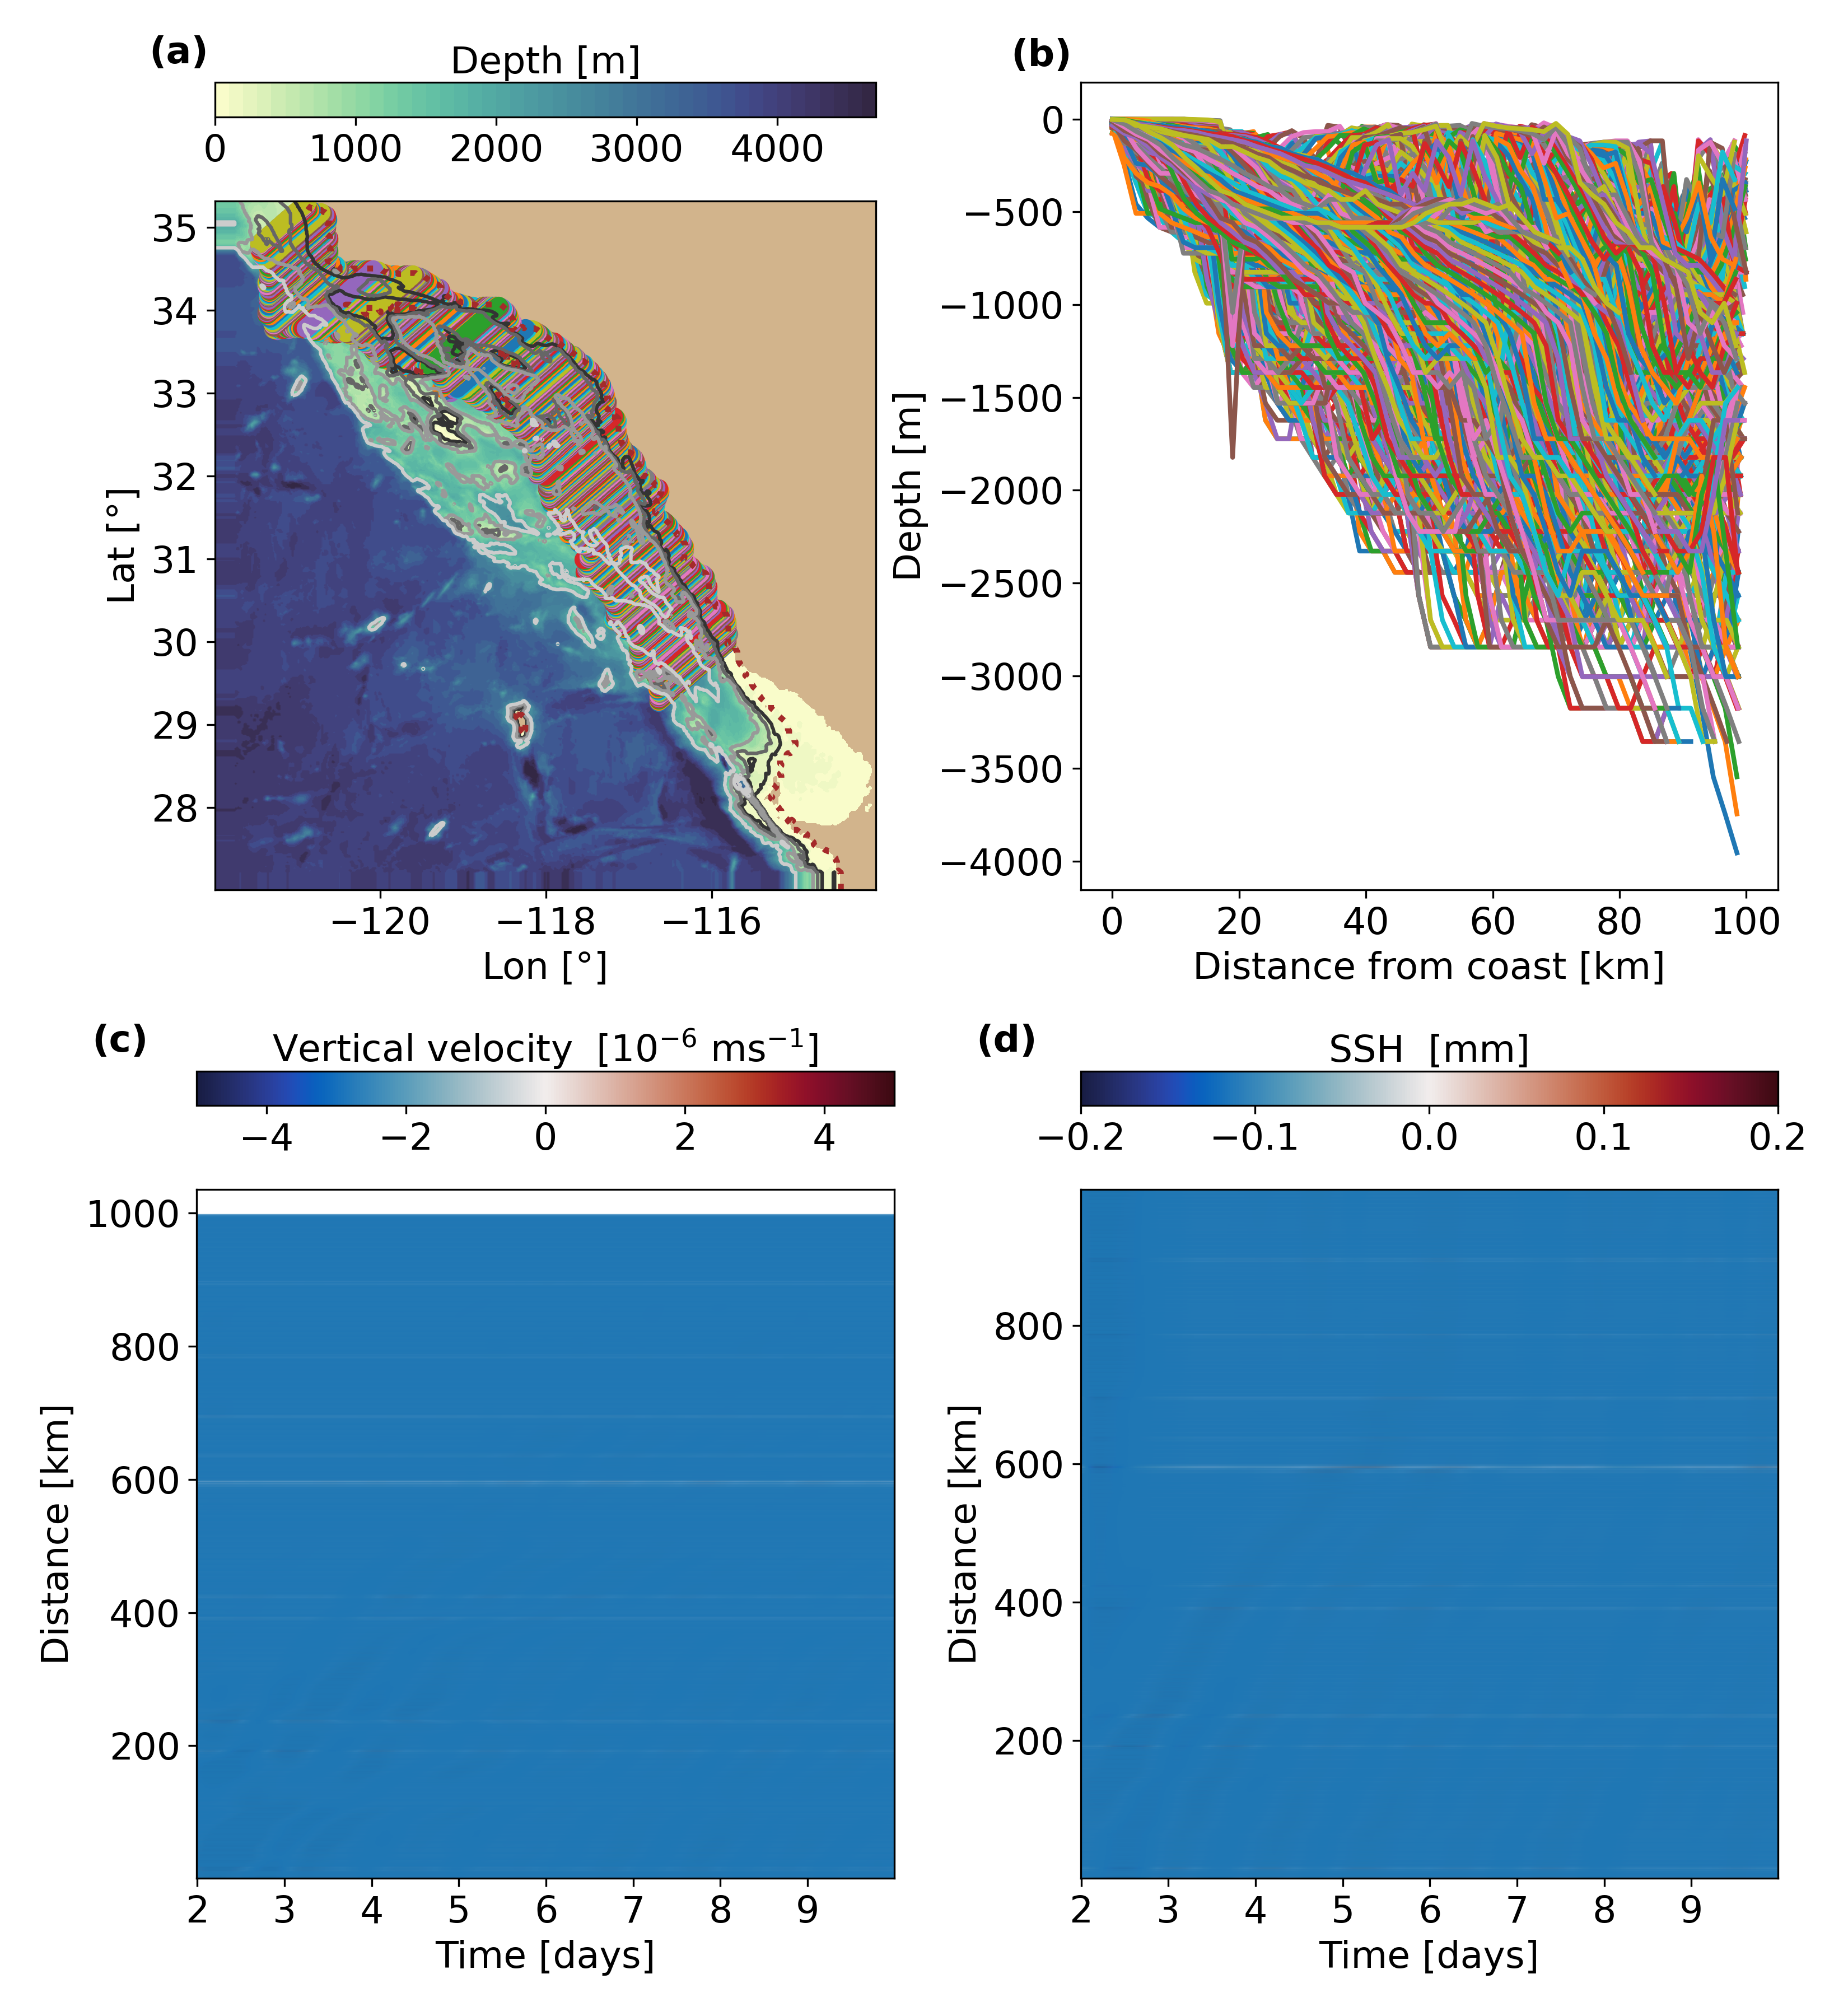 (a)
Depth [m]
0 1000 2000 3000 4000
35
34
33
32
31
30
29
28
Lat [°]
−120 −118 −116
Lon [°]
(b)
0
−500
−1000
−1500
−2000
−2500
−3000
−3500
−4000
Depth [m]
0 20 40 60 80 100
Distance from coast [km]
(c)
Vertical velocity [10⁻⁶ ms⁻¹]
−4 −2 0 2 4
1000
800
600
400
200
Distance [km]
2 3 4 5 6 7 8 9
Time [days]
(d)
SSH [mm]
−0.2 −0.1 0.0 0.1 0.2
800
600
400
200
Distance [km]
2 3 4 5 6 7 8 9
Time [days]